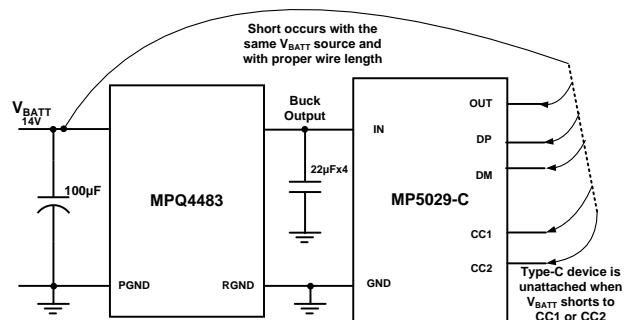 Short occurs with the
same VBATT source and
with proper wire length
VBATT
14V
Buck
Output
OUT
IN
DP
22μFx4
DM
100μF
MPQ4483
MP5029-C
CC1
CC2
PGND
RGND
GND
Type-C device is
unattached when
VBATT shorts to
CC1 or CC2